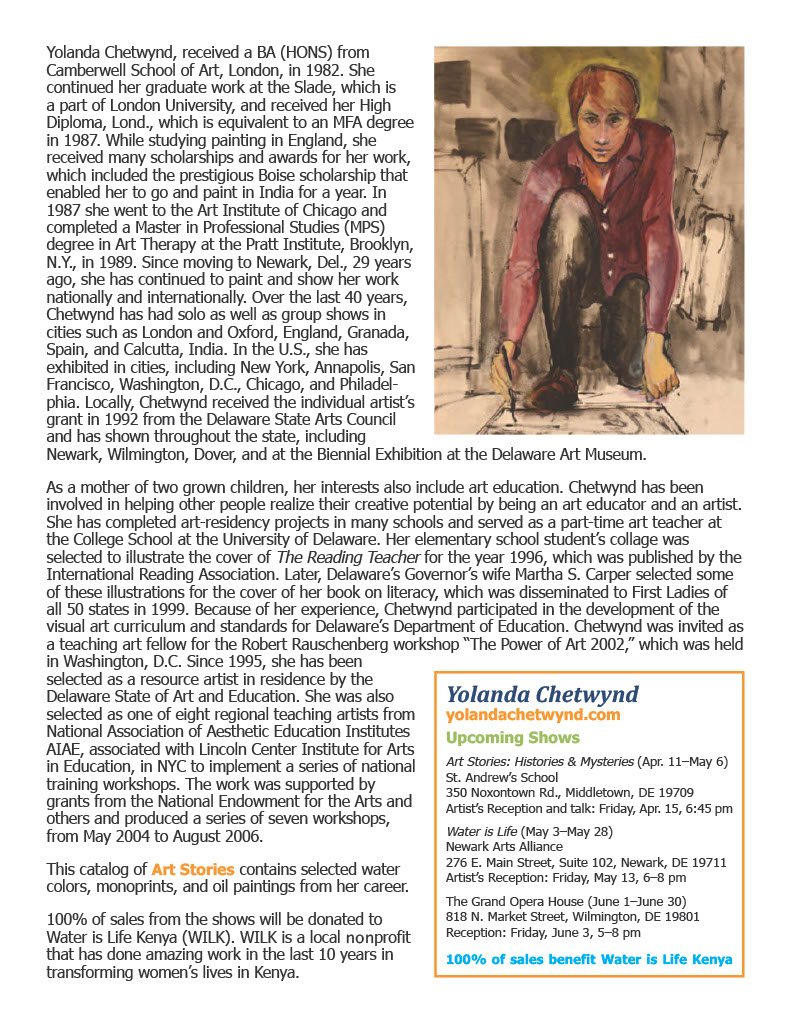 Yolanda Chetwynd, received a BA (HONS) from
Camberwell School of Art, London, in 1982. She
continued her graduate work at the Slade, which is
a part of London University, and received her High
Diploma, Lond., which is equivalent to an MFA degree
in 1987. While studying painting in England, she
received many scholarships and awards for her work,
which included the prestigious Boise scholarship that
enabled her to go and paint in India for a year. In
1987 she went to the Art Institute of Chicago and
completed a Master in Professional Studies (MPS)
degree in Art Therapy at the Pratt Institute, Brooklyn,
N.Y., in 1989. Since moving to Newark, Del., 29 years
ago, she has continued to paint and show her work
nationally and internationally. Over the last 40 years,
Chetwynd has had solo as well as group shows in
cities such as London and Oxford, England, Granada,
Spain, and Calcutta, India. In the U.S., she has
exhibited in cities, including New York, Annapolis, San
Francisco, Washington, D.C., Chicago, and Philadel-
phia. Locally, Chetwynd received the individual artist’s
grant in 1992 from the Delaware State Arts Council
and has shown throughout the state, including
Newark, Wilmington, Dover, and at the Biennial Exhibition at the Delaware Art Museum.
As a mother of two grown children, her interests also include art education. Chetwynd has been
involved in helping other people realize their creative potential by being an art educator and an artist.
She has completed art-residency projects in many schools and served as a part-time art teacher at
the College School at the University of Delaware. Her elementary school student’s collage was
selected to illustrate the cover of The Reading Teacher for the year 1996, which was published by the
International Reading Association. Later, Delaware’s Governor’s wife Martha S. Carper selected some
of these illustrations for the cover of her book on literacy, which was disseminated to First Ladies of
all 50 states in 1999. Because of her experience, Chetwynd participated in the development of the
visual art curriculum and standards for Delaware’s Department of Education. Chetwynd was invited as
a teaching art fellow for the Robert Rauschenberg workshop “The Power of Art 2002,” which was held
in Washington, D.C. Since 1995, she has been
selected as a resource artist in residence by the
Delaware State of Art and Education. She was also
selected as one of eight regional teaching artists from
National Association of Aesthetic Education Institutes
AIAE, associated with Lincoln Center Institute for Arts
in Education, in NYC to implement a series of national
training workshops. The work was supported by
grants from the National Endowment for the Arts and
others and produced a series of seven workshops,
from May 2004 to August 2006.
This catalog of Art Stories contains selected water
colors, monoprints, and oil paintings from her career.
100% of sales from the shows will be donated to
Water is Life Kenya (WILK). WILK is a local nonprofit
that has done amazing work in the last 10 years in
transforming women’s lives in Kenya.
Yolanda Chetwynd
yolandachetwynd.com
Upcoming Shows
Art Stories: Histories & Mysteries (Apr. 11–May 6)
St. Andrew’s School
350 Noxontown Rd., Middletown, DE 19709
Artist’s Reception and talk: Friday, Apr. 15, 6:45 pm
Water is Life (May 3–May 28)
Newark Arts Alliance
276 E. Main Street, Suite 102, Newark, DE 19711
Artist’s Reception: Friday, May 13, 6–8 pm
The Grand Opera House (June 1–June 30)
818 N. Market Street, Wilmington, DE 19801
Reception: Friday, June 3, 5–8 pm
100% of sales benefit Water is Life Kenya